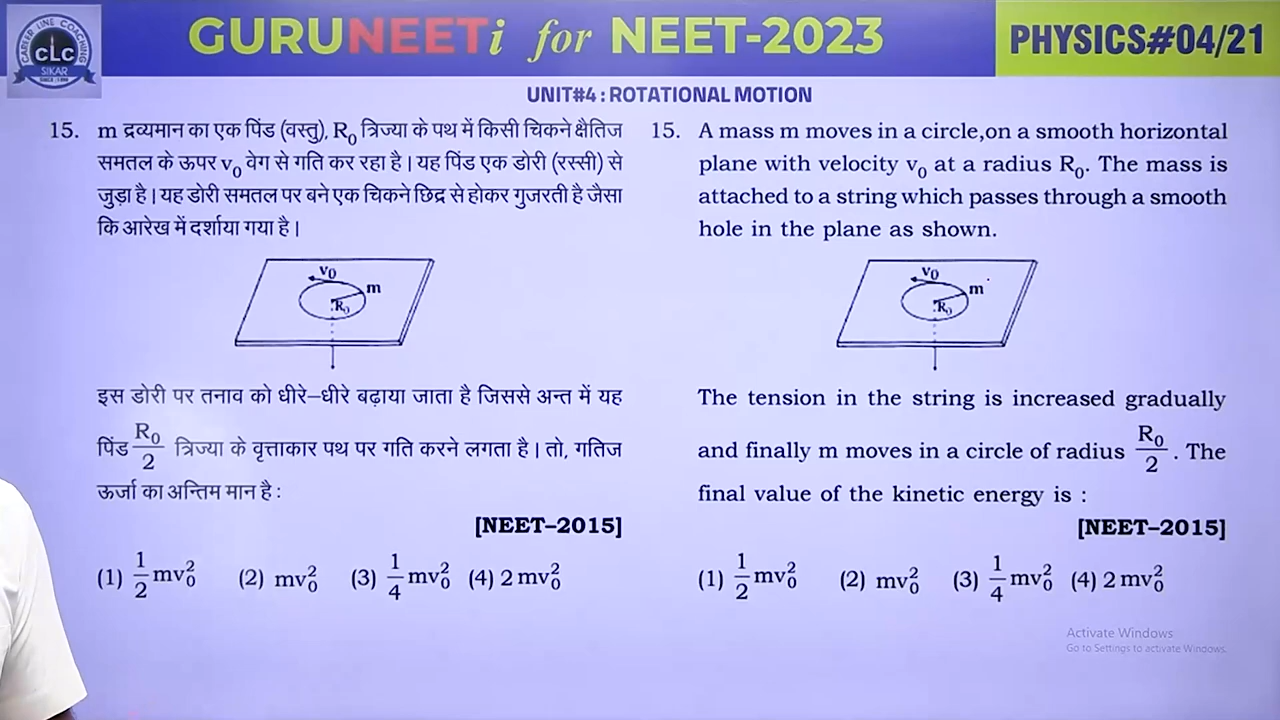 CAREER LINE COACHING
CLC
SIKAR
SINCE : 1996
GURUNEETi for NEET-2023
PHYSICS#04/21
UNIT#4 : ROTATIONAL MOTION
15. m द्रव्यमान का एक पिंड (वस्तु), R₀ त्रिज्या के पथ में किसी चिकने क्षैतिज
समतल के ऊपर v₀ वेग से गति कर रहा है। यह पिंड एक डोरी (रस्सी) से
जुड़ा है। यह डोरी समतल पर बने एक चिकने छिद्र से होकर गुजरती है जैसा
कि आरेख में दर्शाया गया है।
v₀
m
R₀
इस डोरी पर तनाव को धीरे–धीरे बढ़ाया जाता है जिससे अन्त में यह
पिंड R₀/2 त्रिज्या के वृत्ताकार पथ पर गति करने लगता है। तो, गतिज
ऊर्जा का अन्तिम मान है :
[NEET–2015]
(1) 1/2 mv₀² (2) mv₀² (3) 1/4 mv₀² (4) 2 mv₀²
15. A mass m moves in a circle,on a smooth horizontal
plane with velocity v₀ at a radius R₀. The mass is
attached to a string which passes through a smooth
hole in the plane as shown.
v₀
m
R₀
The tension in the string is increased gradually
and finally m moves in a circle of radius R₀/2 . The
final value of the kinetic energy is :
[NEET–2015]
(1) 1/2 mv₀² (2) mv₀² (3) 1/4 mv₀² (4) 2 mv₀²
Activate Windows
Go to Settings to activate Windows.